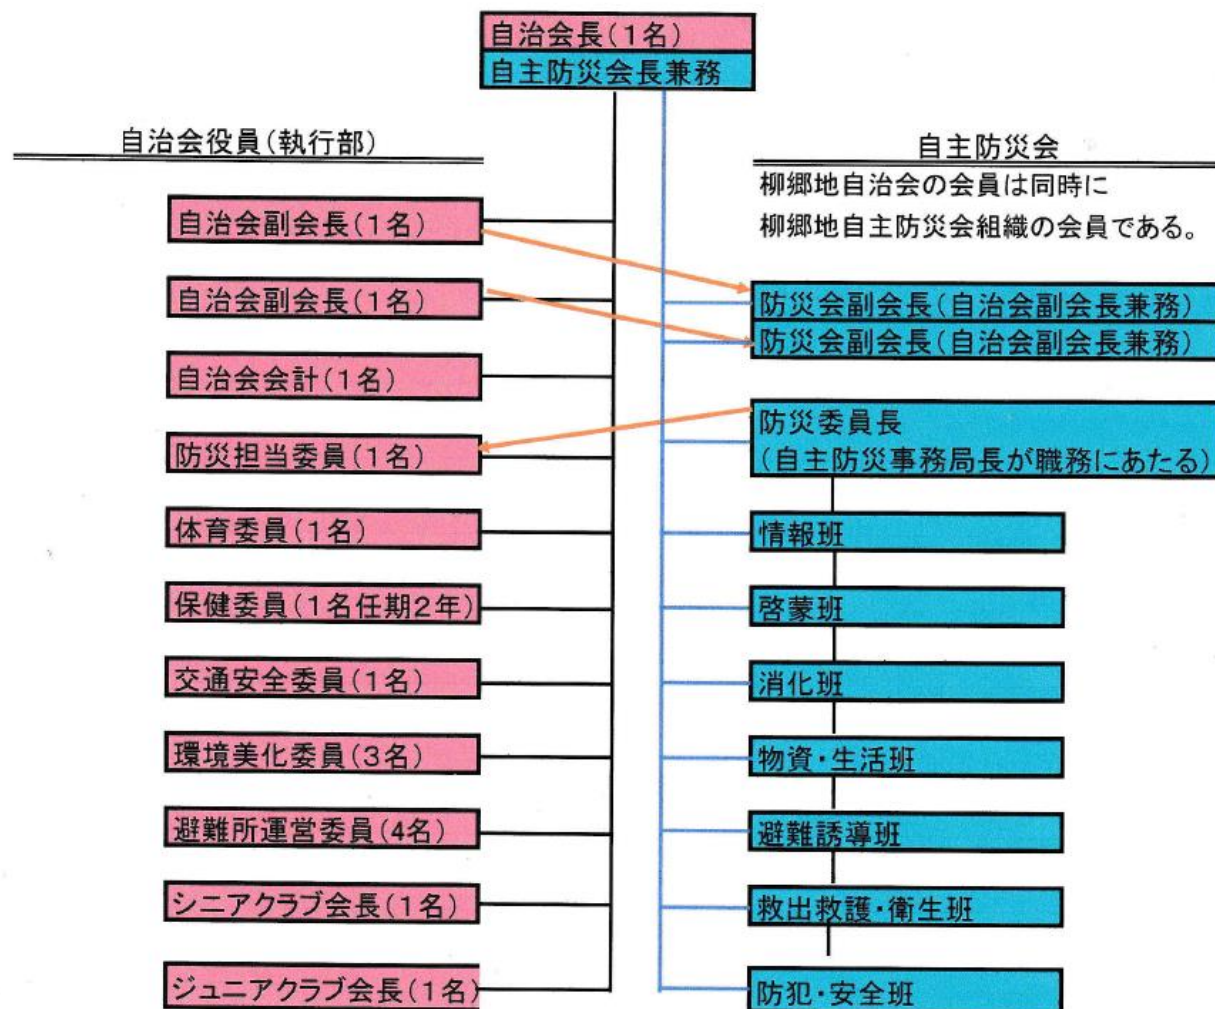 自治会長(1名)
自主防災会長兼務
自治会役員(執行部)
自治会副会長(1名)
自治会副会長(1名)
自治会会計(1名)
防災担当委員(1名)
体育委員(1名)
保健委員(1名任期2年)
交通安全委員(1名)
環境美化委員(3名)
避難所運営委員(4名)
シニアクラブ会長(1名)
ジュニアクラブ会長(1名)
自主防災会
柳郷地自治会の会員は同時に
柳郷地自主防災会組織の会員である。
防災会副会長(自治会副会長兼務)
防災会副会長(自治会副会長兼務)
防災委員長
(自主防災事務局長が職務にあたる)
情報班
啓蒙班
消化班
物資・生活班
避難誘導班
救出救護・衛生班
防犯・安全班